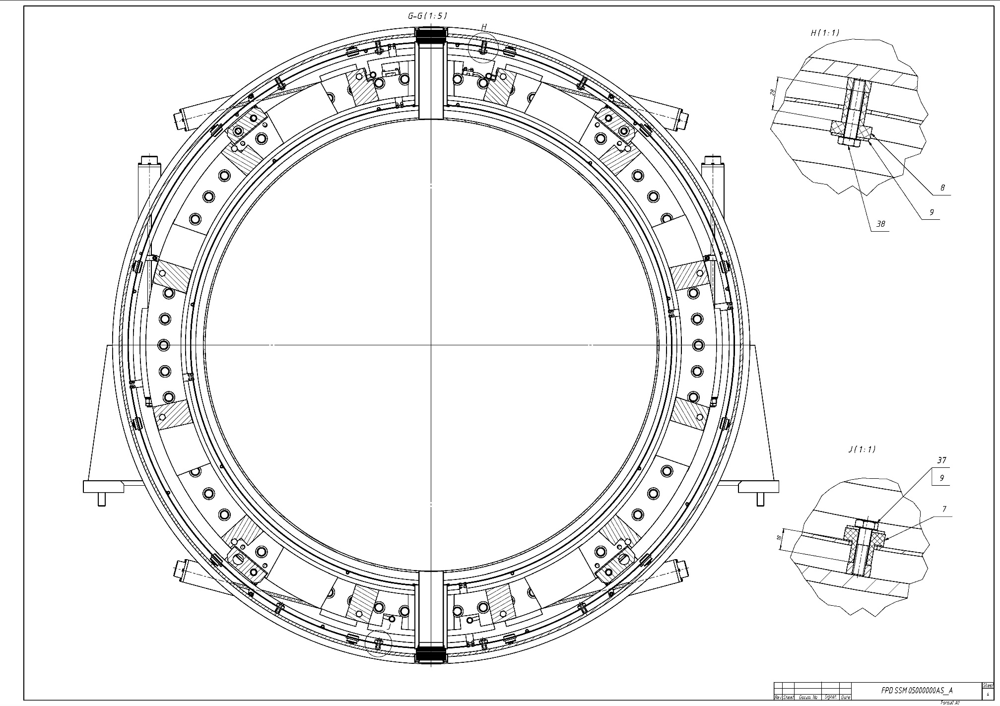 G-G (1:5)
H
H (1:1)
28
8
9
38
J (1:1)
37
9
7
18
FPD SSM 05000000AS_A
Sheet
4
Rev Sheet Docum. No Signat. Date
Format A1